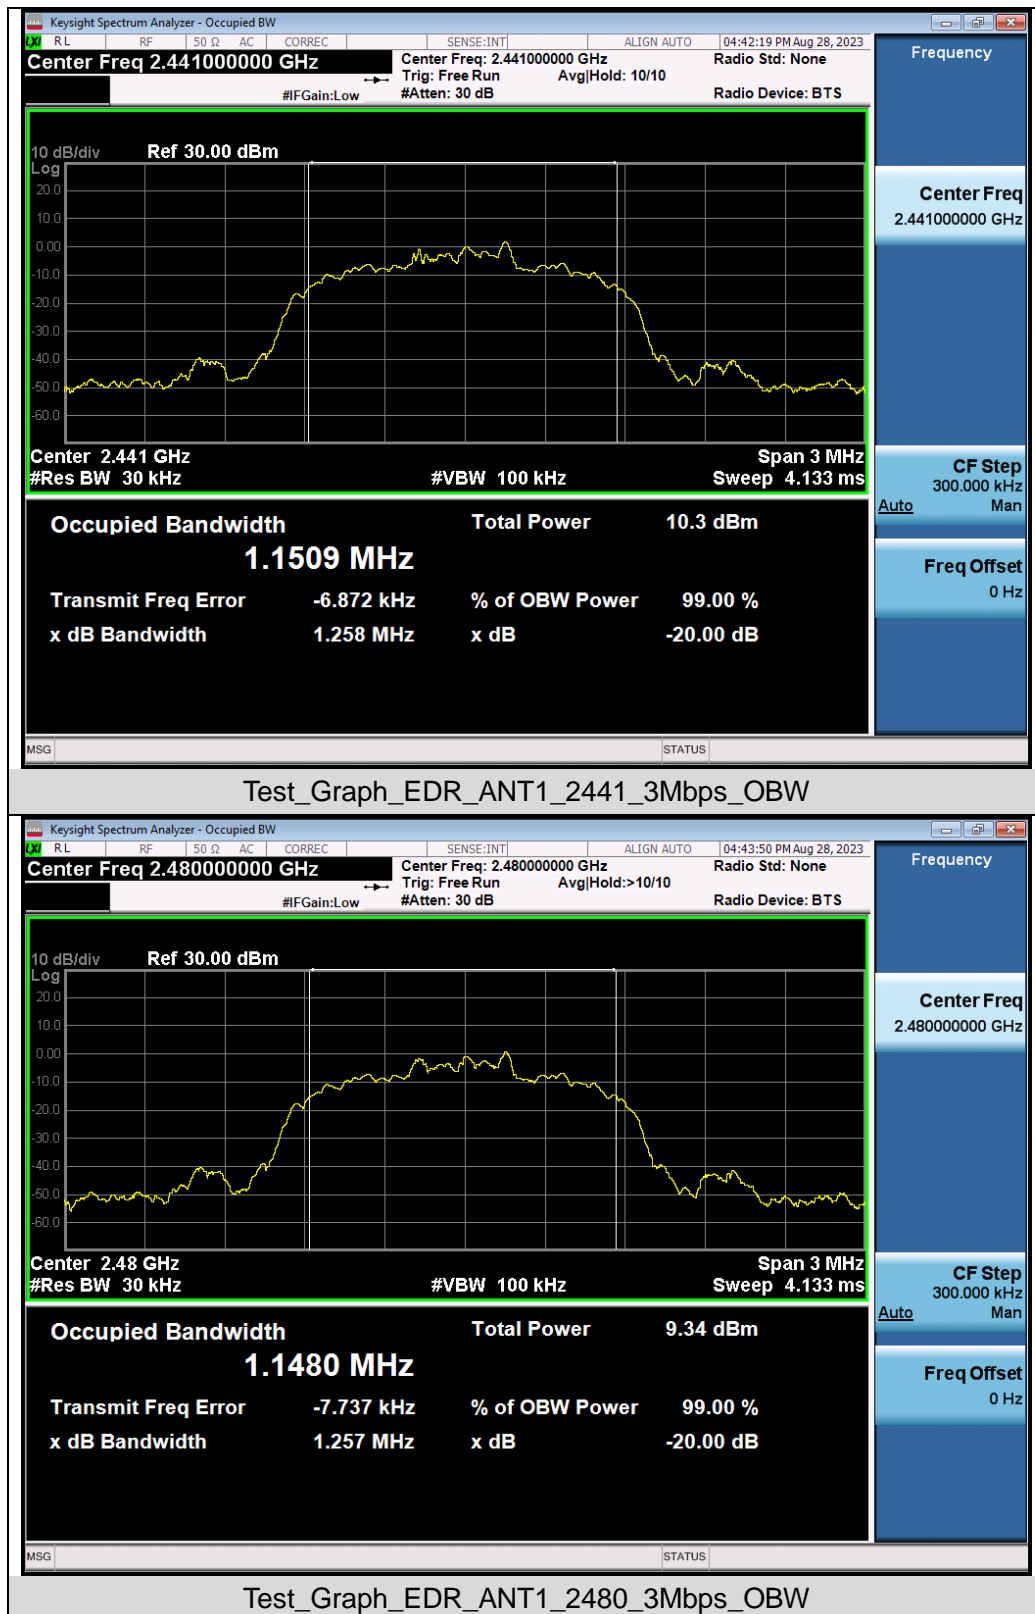 Keysight Spectrum Analyzer - Occupied BW
LXI RL RF 50 Ω AC CORREC SENSE:INT ALIGN AUTO 04:42:19 PM Aug 28, 2023
Center Freq 2.441000000 GHz
Center Freq: 2.441000000 GHz
Radio Std: None
Trig: Free Run Avg|Hold: 10/10
#IFGain:Low
#Atten: 30 dB
Radio Device: BTS
Frequency
10 dB/div Ref 30.00 dBm
Log
20.0
10.0
0.00
-10.0
-20.0
-30.0
-40.0
-50.0
-60.0
Center 2.441 GHz
Span 3 MHz
#Res BW 30 kHz
#VBW 100 kHz
Sweep 4.133 ms
Center Freq
2.441000000 GHz
CF Step
300.000 kHz
Auto Man
Freq Offset
0 Hz
Occupied Bandwidth
Total Power 10.3 dBm
1.1509 MHz
Transmit Freq Error -6.872 kHz % of OBW Power 99.00 %
x dB Bandwidth 1.258 MHz x dB -20.00 dB
MSG STATUS
Test_Graph_EDR_ANT1_2441_3Mbps_OBW
Keysight Spectrum Analyzer - Occupied BW
LXI RL RF 50 Ω AC CORREC SENSE:INT ALIGN AUTO 04:43:50 PM Aug 28, 2023
Center Freq 2.480000000 GHz
Center Freq: 2.480000000 GHz
Radio Std: None
Trig: Free Run Avg|Hold:>10/10
#IFGain:Low
#Atten: 30 dB
Radio Device: BTS
Frequency
10 dB/div Ref 30.00 dBm
Log
20.0
10.0
0.00
-10.0
-20.0
-30.0
-40.0
-50.0
-60.0
Center 2.48 GHz
Span 3 MHz
#Res BW 30 kHz
#VBW 100 kHz
Sweep 4.133 ms
Center Freq
2.480000000 GHz
CF Step
300.000 kHz
Auto Man
Freq Offset
0 Hz
Occupied Bandwidth
Total Power 9.34 dBm
1.1480 MHz
Transmit Freq Error -7.737 kHz % of OBW Power 99.00 %
x dB Bandwidth 1.257 MHz x dB -20.00 dB
MSG STATUS
Test_Graph_EDR_ANT1_2480_3Mbps_OBW